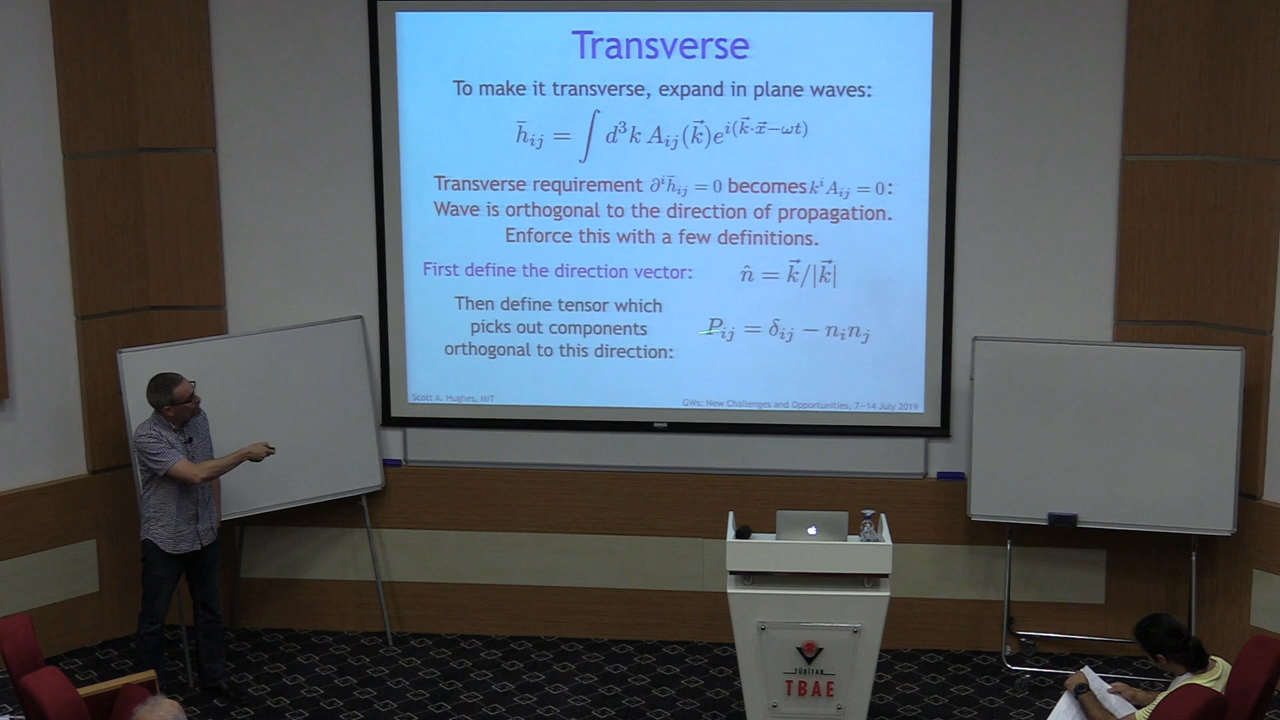 Transverse
To make it transverse, expand in plane waves:
h̄ᵢⱼ = ∫ d³k Aᵢⱼ(k⃗)e^{i(k⃗·x⃗−ωt)}
Transverse requirement ∂ⁱh̄ᵢⱼ = 0 becomes kⁱAᵢⱼ = 0:
Wave is orthogonal to the direction of propagation.
Enforce this with a few definitions.
First define the direction vector: n̂ = k⃗/|k⃗|
Then define tensor which
picks out components
orthogonal to this direction:
Pᵢⱼ = δᵢⱼ − nᵢnⱼ
Scott A. Hughes, MIT
GWs: New Challenges and Opportunities, 7−14 July 2019
TÜBİTAK
TBAE